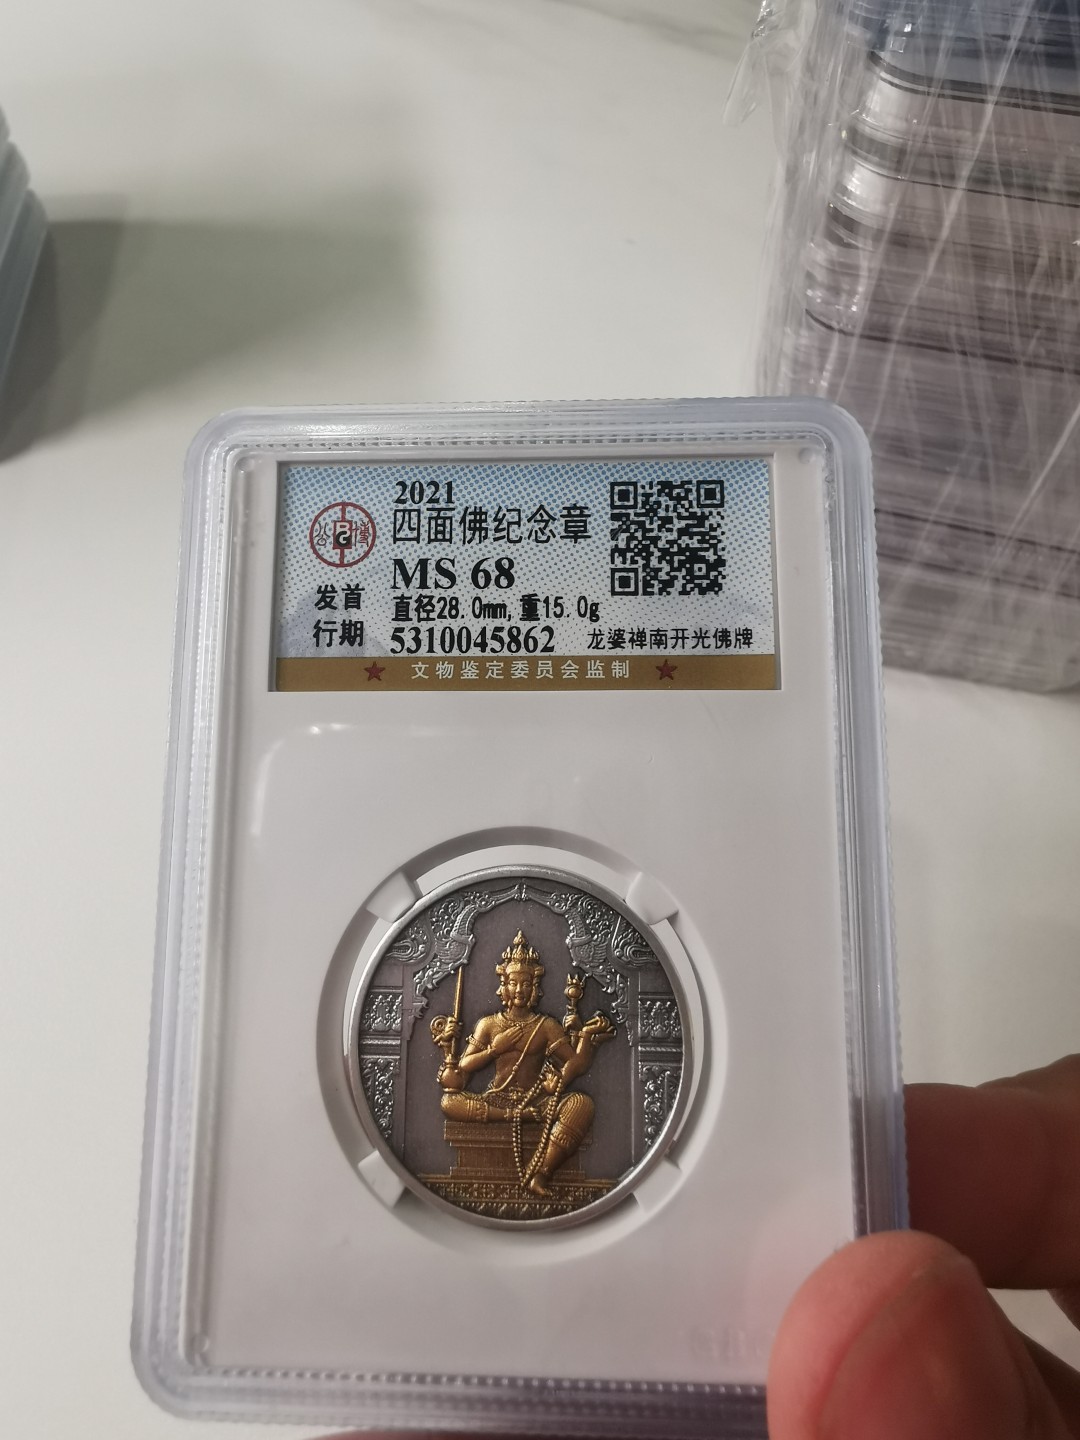 2021
四面佛纪念章
MS 68
直径28.0mm,重15.0g
5310045862
龙婆禅南开光佛牌
公博
首期
发行
文物鉴定委员会监制